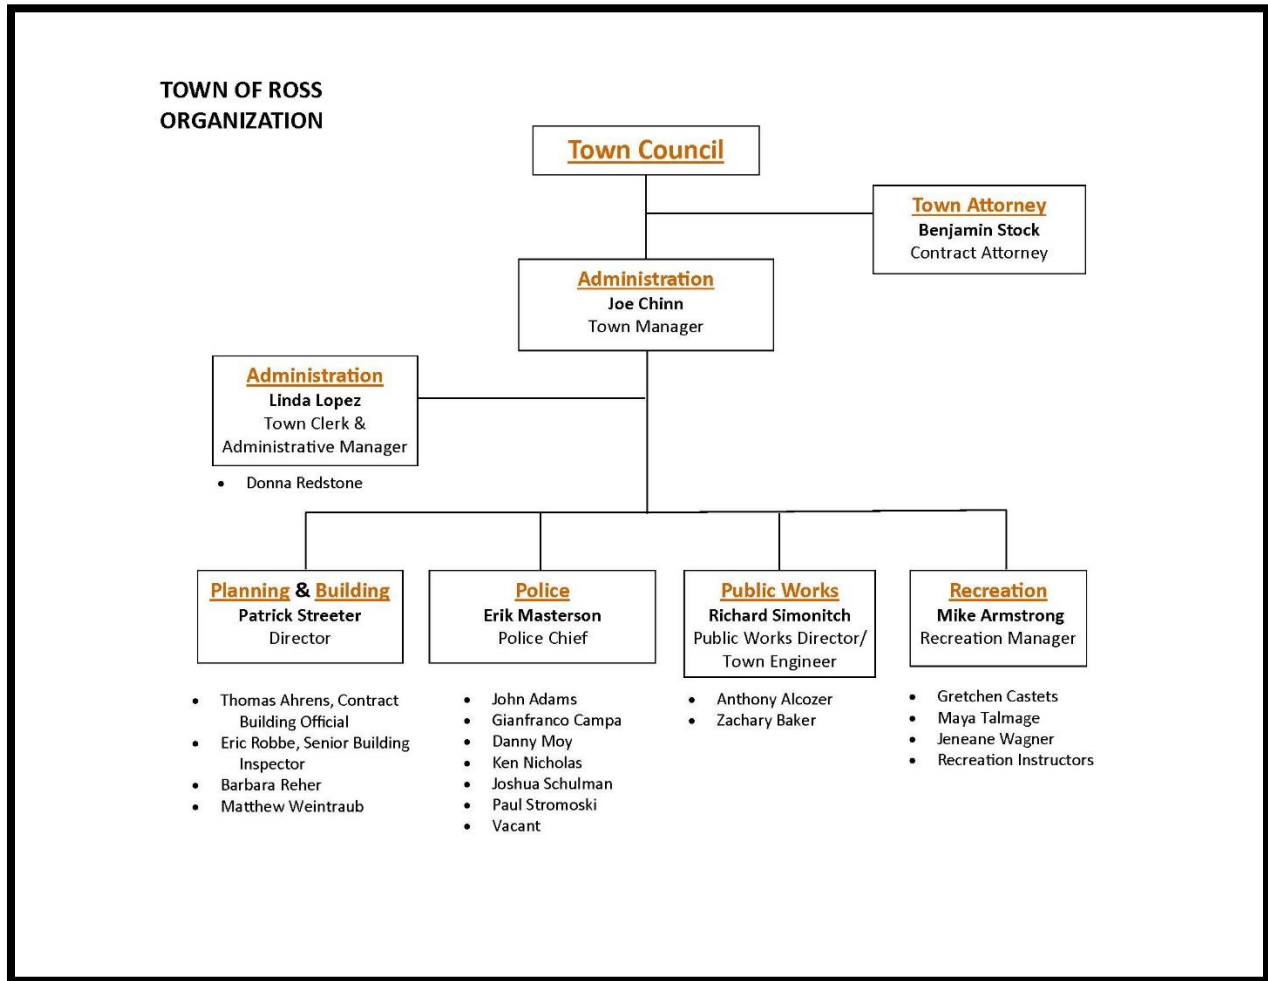 TOWN OF ROSS
ORGANIZATION
Town Council
Town Attorney
Benjamin Stock
Contract Attorney
Administration
Joe Chinn
Town Manager
Administration
Linda Lopez
Town Clerk &
Administrative Manager
• Donna Redstone
Planning & Building
Patrick Streeter
Director
• Thomas Ahrens, Contract
Building Official
• Eric Robbe, Senior Building
Inspector
• Barbara Reher
• Matthew Weintraub
Police
Erik Masterson
Police Chief
• John Adams
• Gianfranco Campa
• Danny Moy
• Ken Nicholas
• Joshua Schulman
• Paul Stromoski
• Vacant
Public Works
Richard Simonitch
Public Works Director/
Town Engineer
• Anthony Alcozer
• Zachary Baker
Recreation
Mike Armstrong
Recreation Manager
• Gretchen Castets
• Maya Talmage
• Jeneane Wagner
• Recreation Instructors